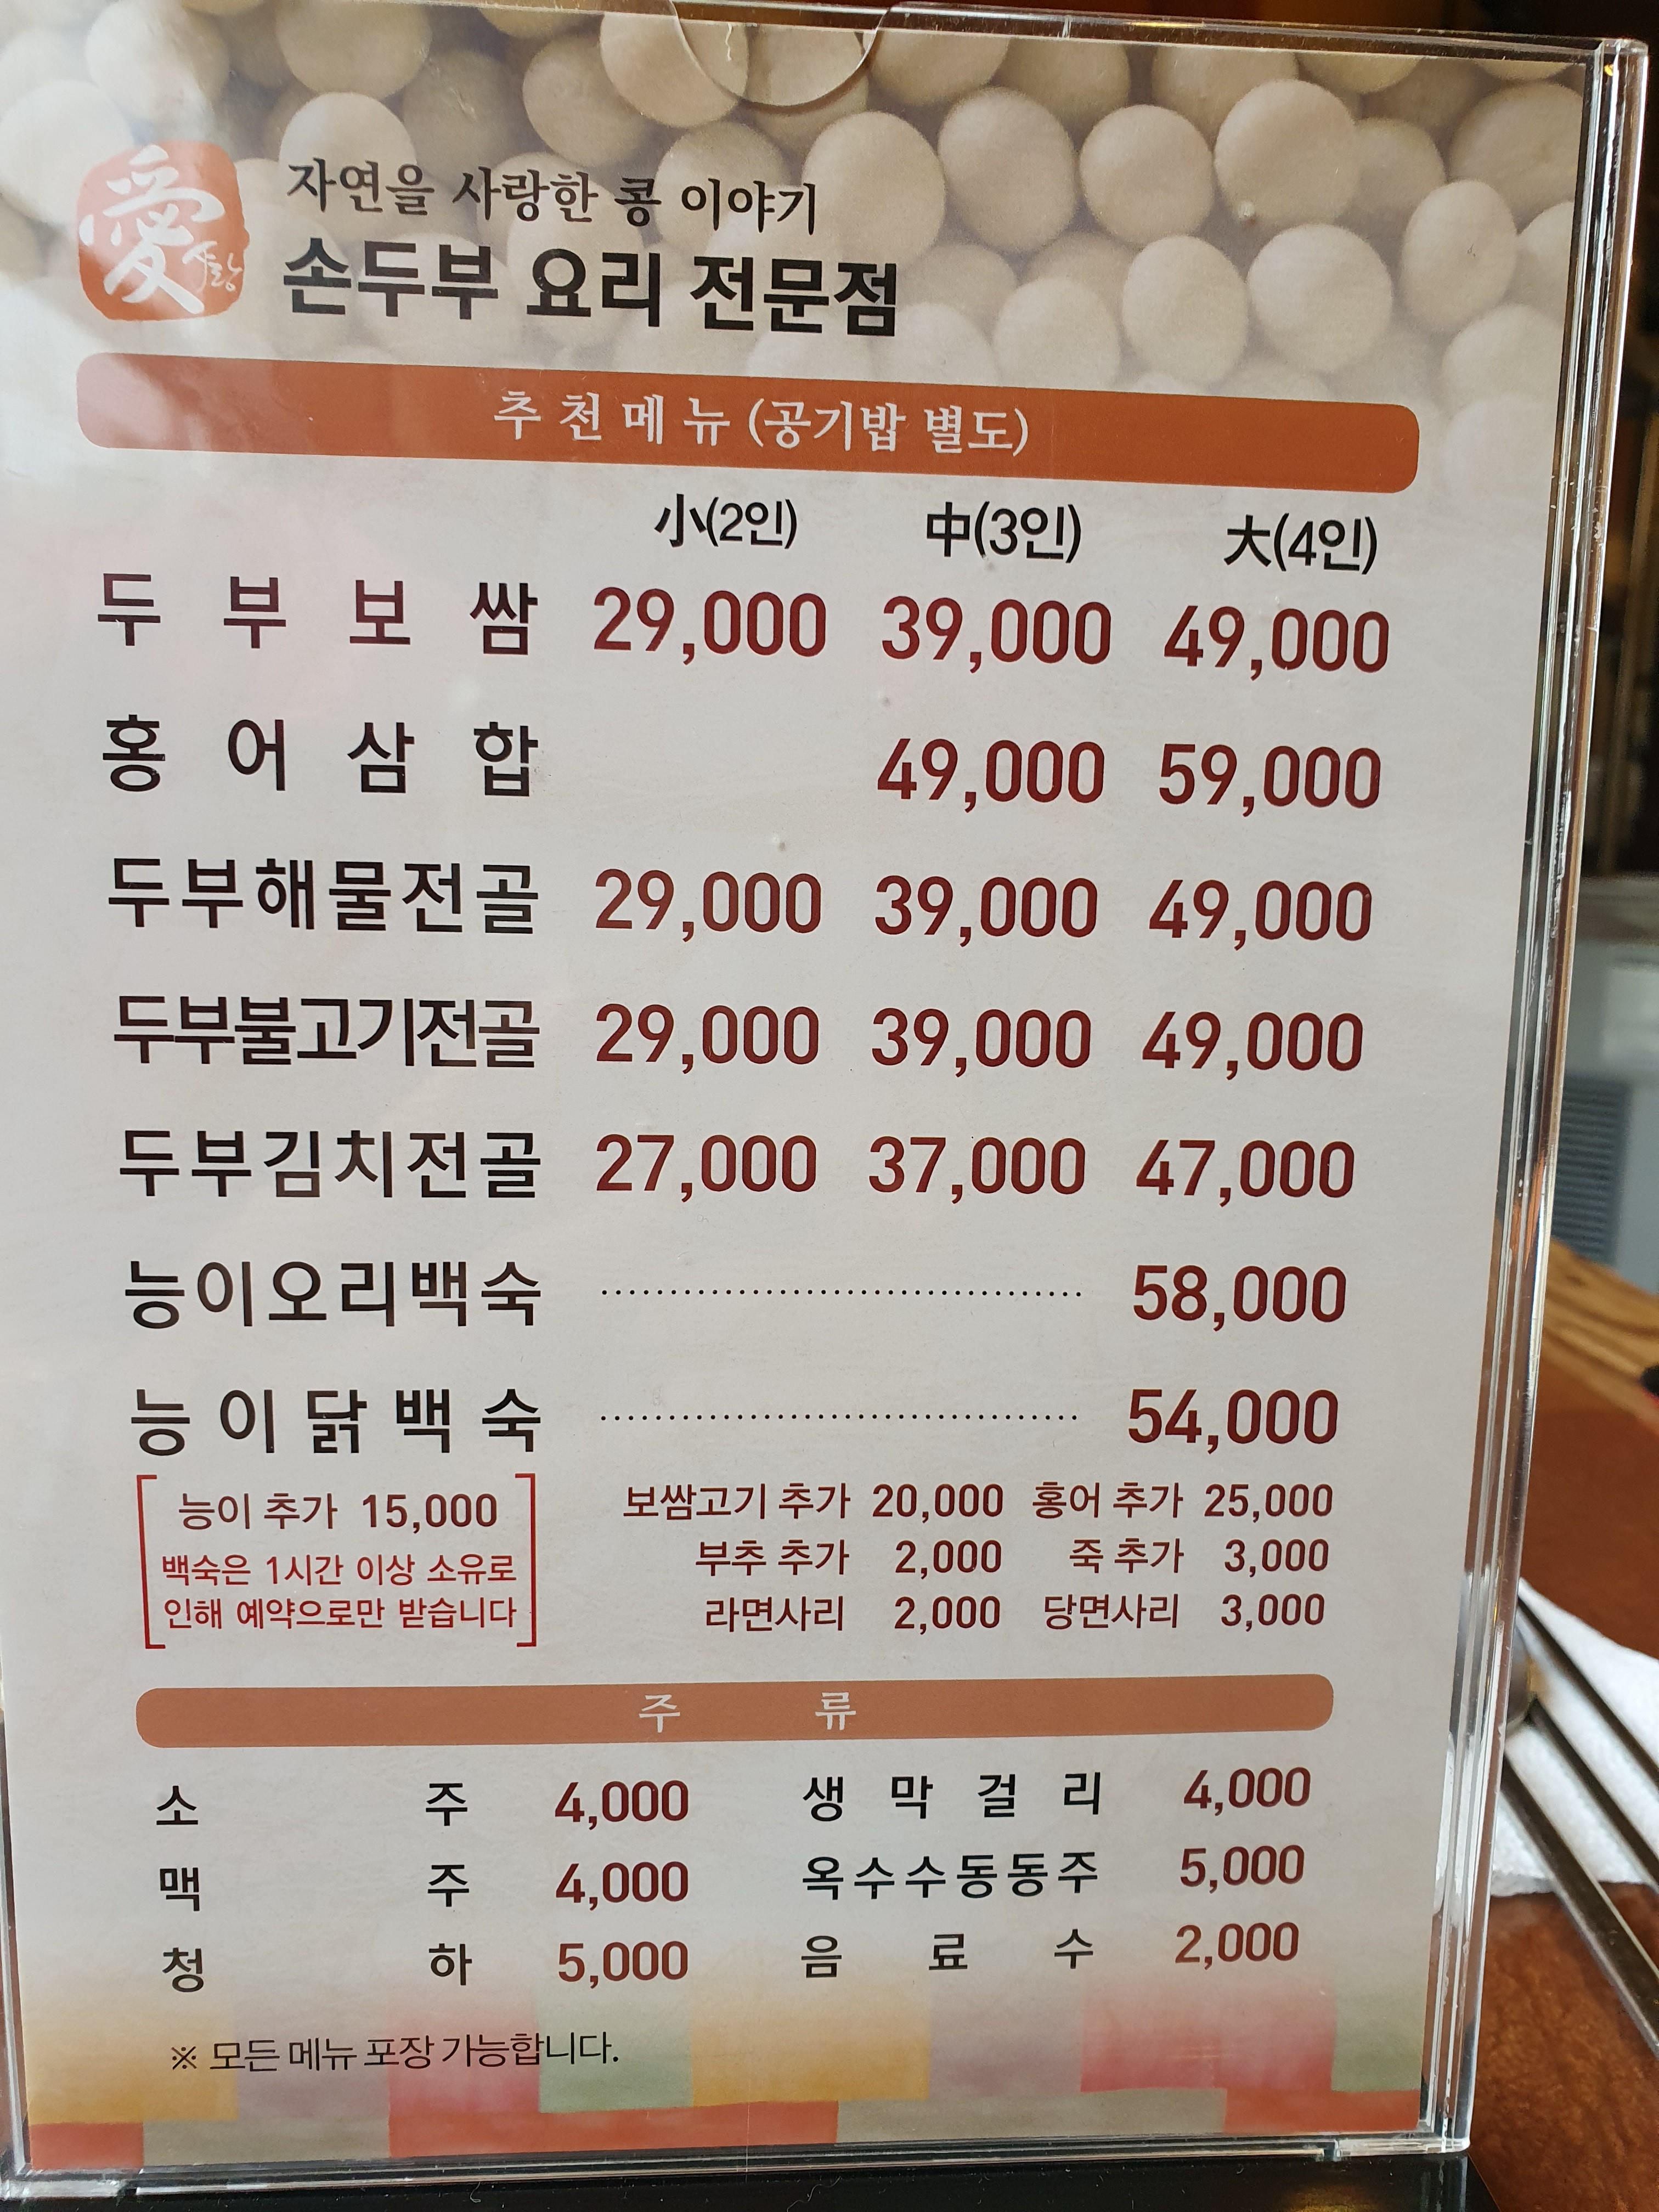 愛
사랑
자연을 사랑한 콩 이야기
손두부 요리 전문점
추천메뉴 (공기밥 별도)
小(2인) 中(3인) 大(4인)
두부보쌈 29,000 39,000 49,000
홍어삼합 49,000 59,000
두부해물전골 29,000 39,000 49,000
두부불고기전골 29,000 39,000 49,000
두부김치전골 27,000 37,000 47,000
능이오리백숙 58,000
능이닭백숙 54,000
능이 추가 15,000
백숙은 1시간 이상 소유로
인해 예약으로만 받습니다
보쌈고기 추가 20,000 홍어 추가 25,000
부추 추가 2,000 죽 추가 3,000
라면사리 2,000 당면사리 3,000
주류
소주 4,000 생막걸리 4,000
맥주 4,000 옥수수동동주 5,000
청하 5,000 음료수 2,000
※ 모든 메뉴 포장 가능합니다.